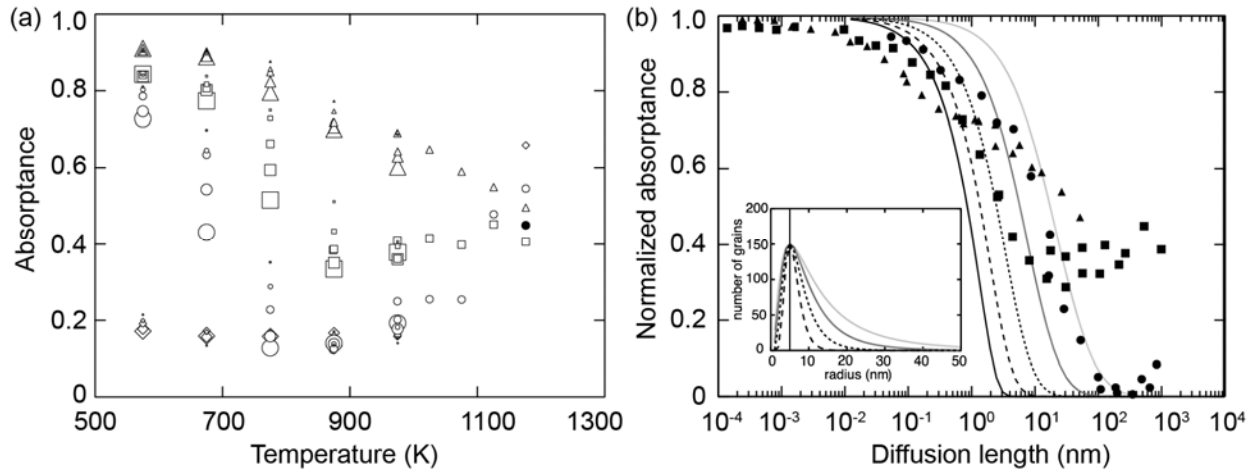 (a)
Absorptance
1.0
0.8
0.6
0.4
0.2
0
500
700
900
1100
1300
Temperature (K)
(b)
Normalized absorptance
1.0
0.8
0.6
0.4
0.2
0
10⁻⁴ 10⁻³ 10⁻² 10⁻¹ 10⁰ 10¹ 10² 10³ 10⁴
Diffusion length (nm)
number of grains
200
150
100
50
0
0 10 20 30 40 50
radius (nm)